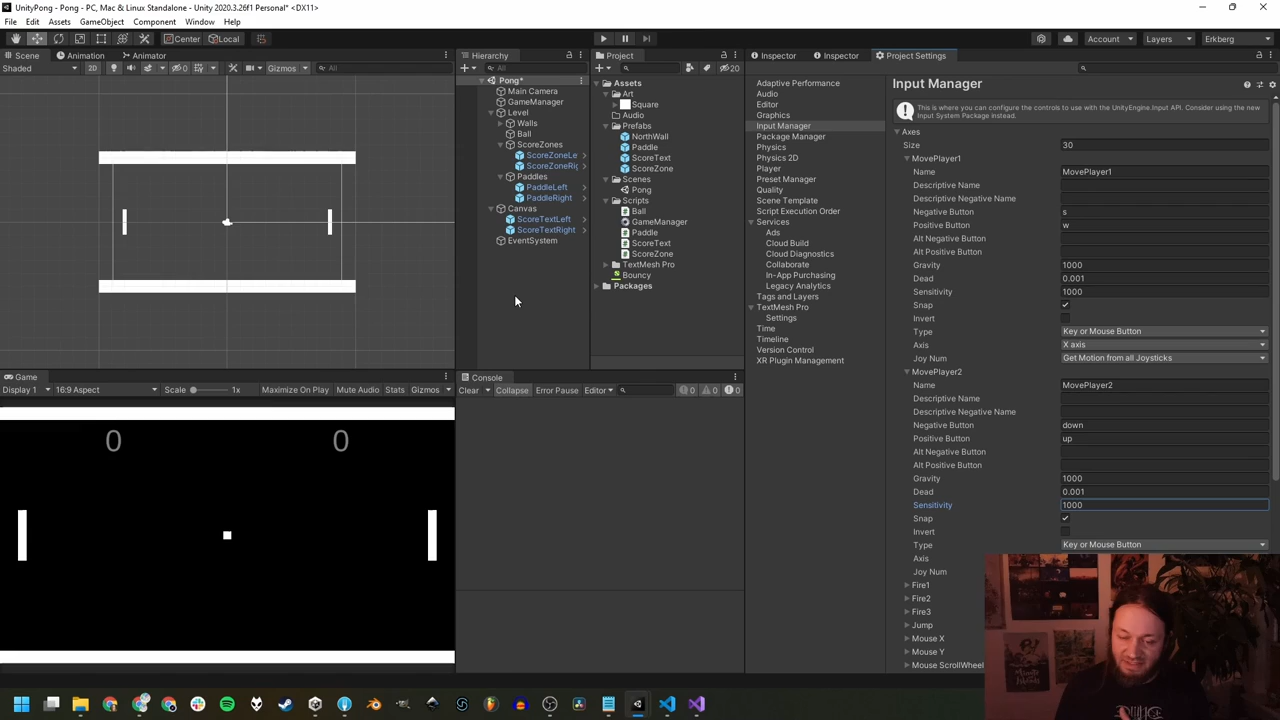 UnityPong - Pong - PC, Mac & Linux Standalone - Unity 2020.3.26f1 Personal* <DX11>
File Edit Assets GameObject Component Window Help
Center Local Account Layers Erkberg
Scene Animation Animator
Shaded 2D 0 Gizmos All
Hierarchy
All
Pong*
Main Camera
GameManager
Level
Walls
Ball
ScoreZones
ScoreZoneLe
ScoreZoneRig
Paddles
PaddleLeft
PaddleRight
Canvas
ScoreTextLeft
ScoreTextRight
EventSystem
Project
20
Assets
Art
Square
Audio
Prefabs
NorthWall
Paddle
ScoreText
ScoreZone
Scenes
Pong
Scripts
Ball
GameManager
Paddle
ScoreText
ScoreZone
TextMesh Pro
Bouncy
Packages
Game
Display 1 16:9 Aspect Scale 1x Maximize On Play Mute Audio Stats Gizmos
0 0
Console
Clear Collapse Error Pause Editor 0 0 0
Inspector Inspector Project Settings
Adaptive Performance
Audio
Editor
Graphics
Input Manager
Package Manager
Physics
Physics 2D
Player
Preset Manager
Quality
Scene Template
Script Execution Order
Services
Ads
Cloud Build
Cloud Diagnostics
Collaborate
In-App Purchasing
Legacy Analytics
Tags and Layers
TextMesh Pro
Settings
Time
Timeline
Version Control
XR Plugin Management
Input Manager
This is where you can configure the controls to use with the UnityEngine.Input API. Consider using the new
Input System Package instead.
Axes
Size 30
MovePlayer1
Name MovePlayer1
Descriptive Name
Descriptive Negative Name
Negative Button s
Positive Button w
Alt Negative Button
Alt Positive Button
Gravity 1000
Dead 0.001
Sensitivity 1000
Snap
Invert
Type Key or Mouse Button
Axis X axis
Joy Num Get Motion from all Joysticks
MovePlayer2
Name MovePlayer2
Descriptive Name
Descriptive Negative Name
Negative Button down
Positive Button up
Alt Negative Button
Alt Positive Button
Gravity 1000
Dead 0.001
Sensitivity 1000
Snap
Invert
Type Key or Mouse Button
Axis
Joy Num
Fire1
Fire2
Fire3
Jump
Mouse X
Mouse Y
Mouse ScrollWheel